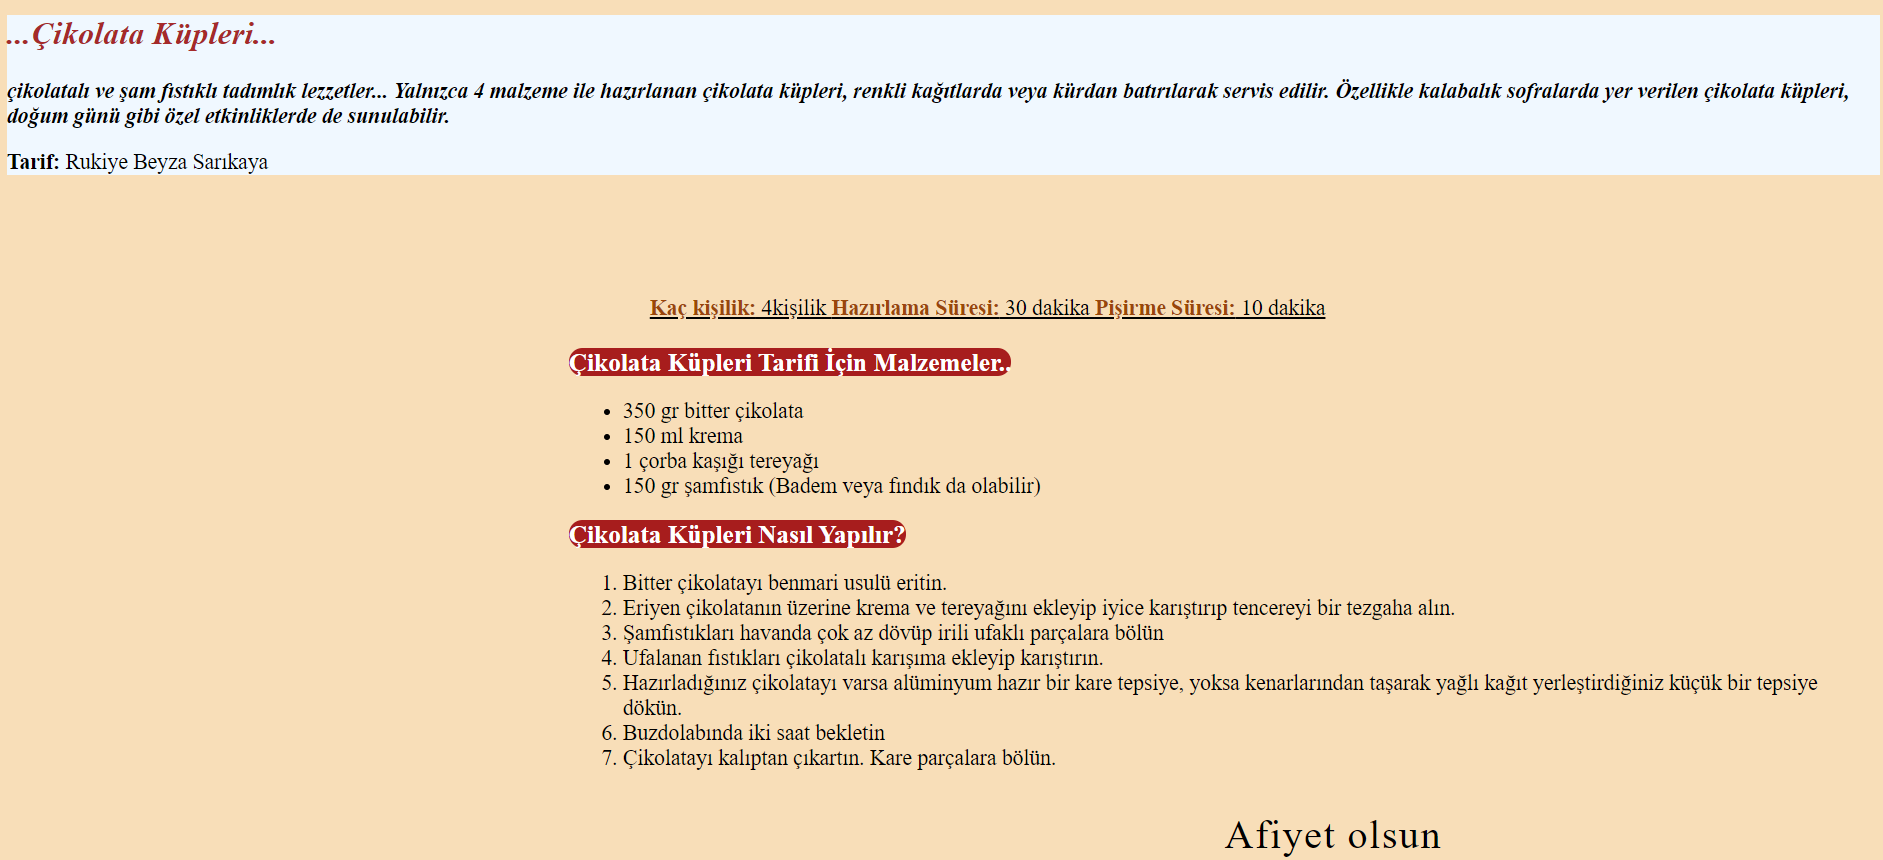 ...Çikolata Küpleri...
çikolatalı ve şam fıstıklı tadımlık lezzetler... Yalnızca 4 malzeme ile hazırlanan çikolata küpleri, renkli kağıtlarda veya kürdan batırılarak servis edilir. Özellikle kalabalık sofralarda yer verilen çikolata küpleri,
doğum günü gibi özel etkinliklerde de sunulabilir.
Tarif: Rukiye Beyza Sarıkaya
Kaç kişilik: 4kişilik Hazırlama Süresi: 30 dakika Pişirme Süresi: 10 dakika
Çikolata Küpleri Tarifi İçin Malzemeler..
• 350 gr bitter çikolata
• 150 ml krema
• 1 çorba kaşığı tereyağı
• 150 gr şamfıstık (Badem veya fındık da olabilir)
Çikolata Küpleri Nasıl Yapılır?
1. Bitter çikolatayı benmari usulü eritin.
2. Eriyen çikolatanın üzerine krema ve tereyağını ekleyip iyice karıştırıp tencereyi bir tezgaha alın.
3. Şamfıstıkları havanda çok az dövüp irili ufaklı parçalara bölün
4. Ufalanan fıstıkları çikolatalı karışıma ekleyip karıştırın.
5. Hazırladığınız çikolatayı varsa alüminyum hazır bir kare tepsiye, yoksa kenarlarından taşarak yağlı kağıt yerleştirdiğiniz küçük bir tepsiye
dökün.
6. Buzdolabında iki saat bekletin
7. Çikolatayı kalıptan çıkartın. Kare parçalara bölün.
Afiyet olsun